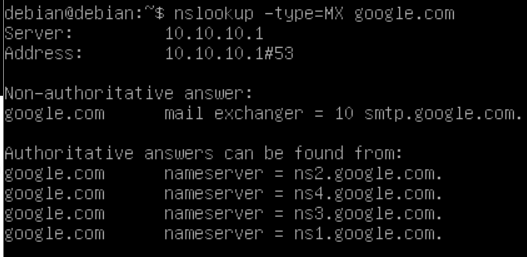 debian@debian:~$ nslookup -type=MX google.com
Server: 10.10.10.1
Address: 10.10.10.1#53
Non-authoritative answer:
google.com mail exchanger = 10 smtp.google.com.
Authoritative answers can be found from:
google.com nameserver = ns2.google.com.
google.com nameserver = ns4.google.com.
google.com nameserver = ns3.google.com.
google.com nameserver = ns1.google.com.